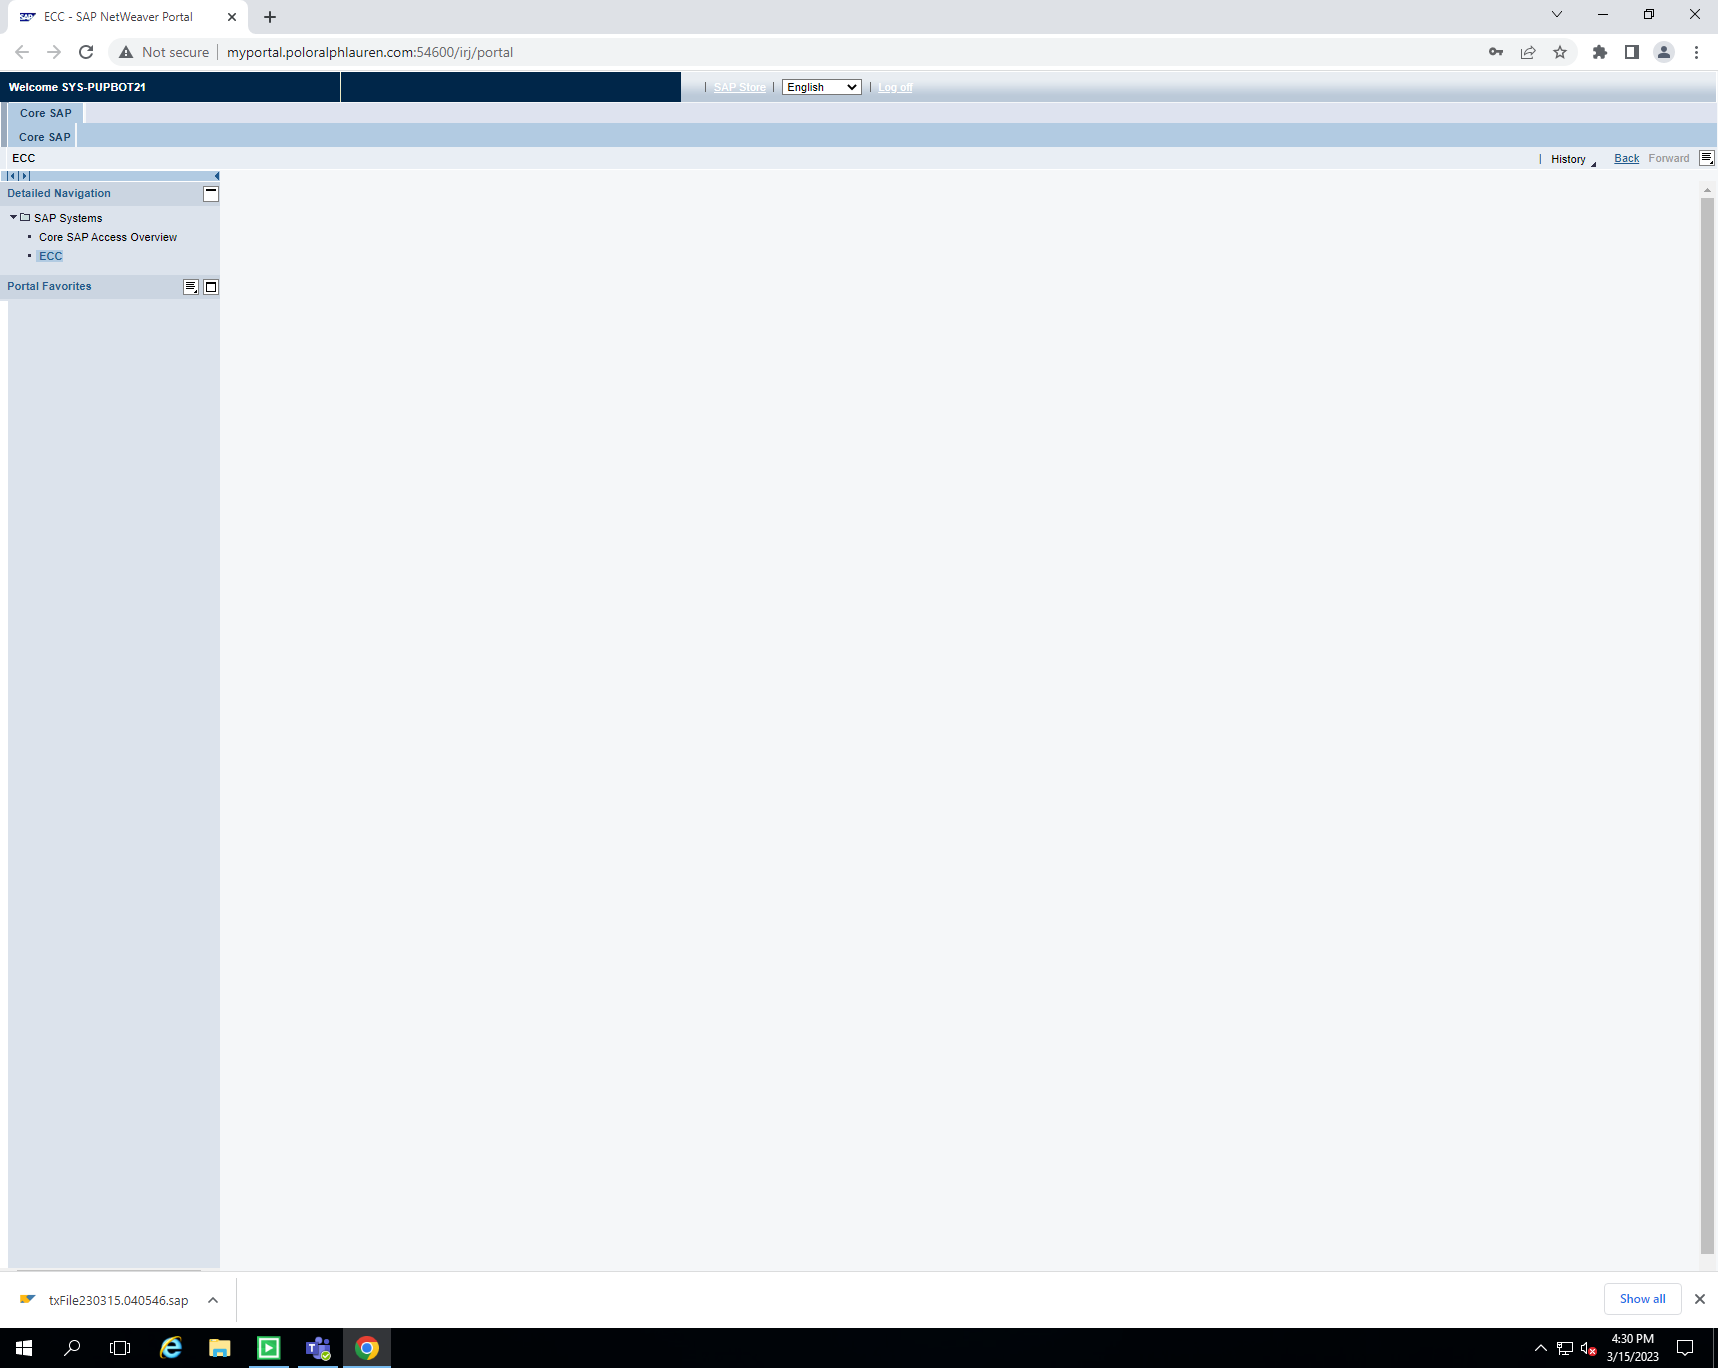 ECC - SAP NetWeaver Portal
Not secure myportal.poloralphlauren.com:54600/irj/portal
Welcome SYS-PUPBOT21
SAP Store English Log off
Core SAP
Core SAP
ECC
History Back Forward
Detailed Navigation
SAP Systems
Core SAP Access Overview
ECC
Portal Favorites
txFile230315.040546.sap
Show all
4:30 PM
3/15/2023